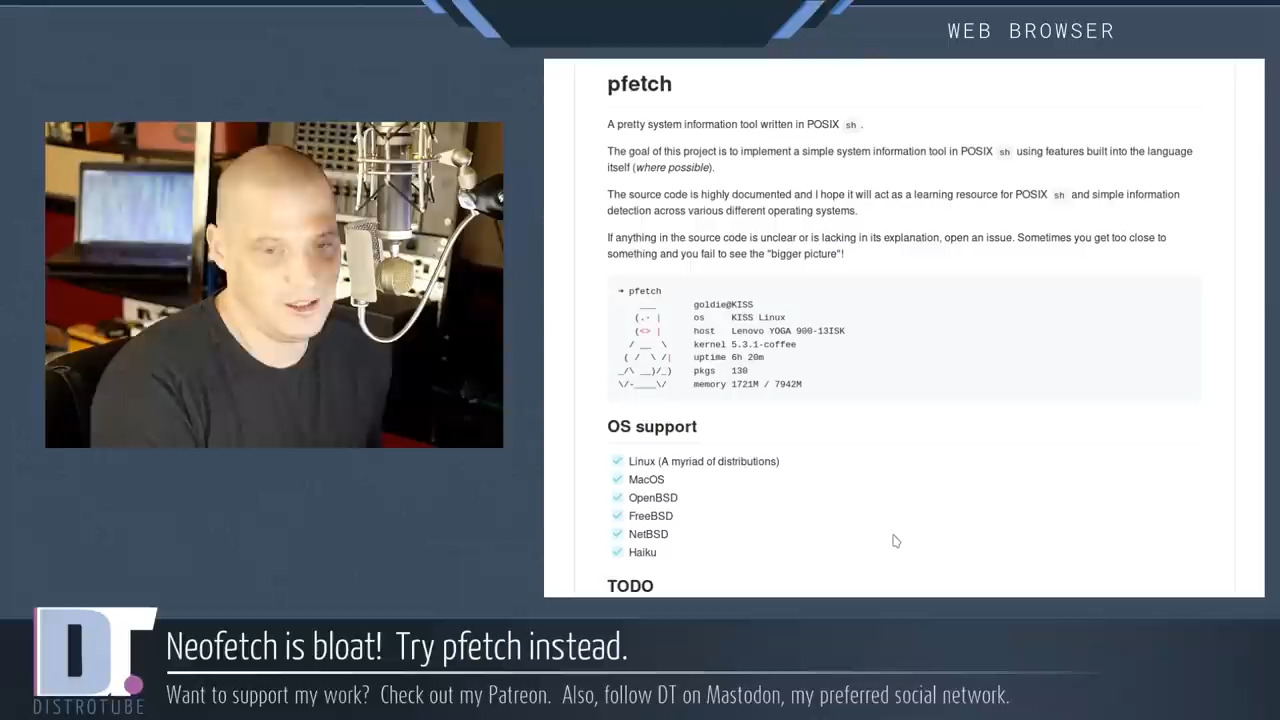 WEB BROWSER
pfetch
A pretty system information tool written in POSIX sh .
The goal of this project is to implement a simple system information tool in POSIX sh using features built into the language
itself (where possible).
The source code is highly documented and I hope it will act as a learning resource for POSIX sh and simple information
detection across various different operating systems.
If anything in the source code is unclear or is lacking in its explanation, open an issue. Sometimes you get too close to
something and you fail to see the "bigger picture"!
➜ pfetch
    ___     goldie@KISS
   (.· |     os     KISS Linux
   (<> |     host   Lenovo YOGA 900-13ISK
  / __  \    kernel 5.3.1-coffee
 ( /  \ /|   uptime 6h 20m
_/\ __)/_)   pkgs   130
\/-____\/    memory 1721M / 7942M
OS support
Linux (A myriad of distributions)
MacOS
OpenBSD
FreeBSD
NetBSD
Haiku
TODO
DT.
DISTROTUBE
Neofetch is bloat! Try pfetch instead.
Want to support my work? Check out my Patreon. Also, follow DT on Mastodon, my preferred social network.